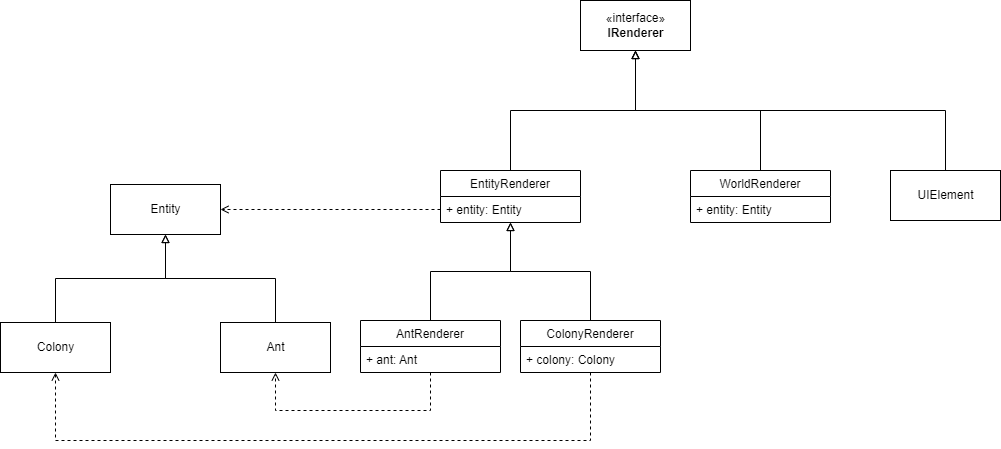 «interface»
IRenderer
EntityRenderer
+ entity: Entity
WorldRenderer
+ entity: Entity
UIElement
Entity
Colony
Ant
AntRenderer
+ ant: Ant
ColonyRenderer
+ colony: Colony